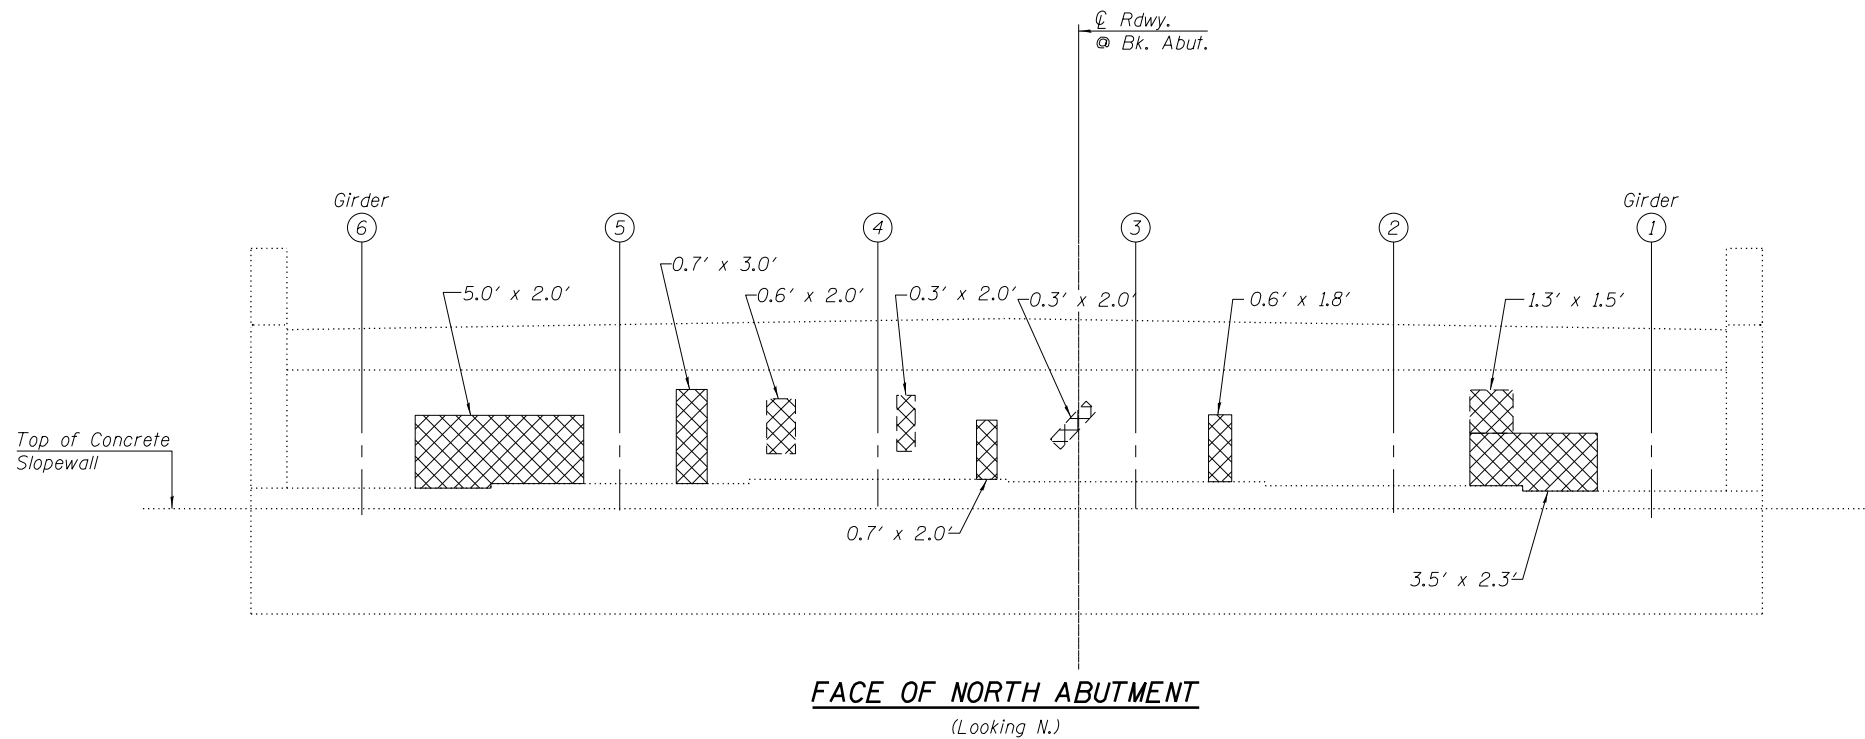 ℄ Rdwy.
@ Bk. Abut.
Girder
6
5
4
3
2
Girder
1
0.7' x 3.0'
5.0' x 2.0'
0.6' x 2.0'
0.3' x 2.0'
0.3' x 2.0'
0.6' x 1.8'
1.3' x 1.5'
Top of Concrete
Slopewall
0.7' x 2.0'
3.5' x 2.3'
FACE OF NORTH ABUTMENT
(Looking N.)